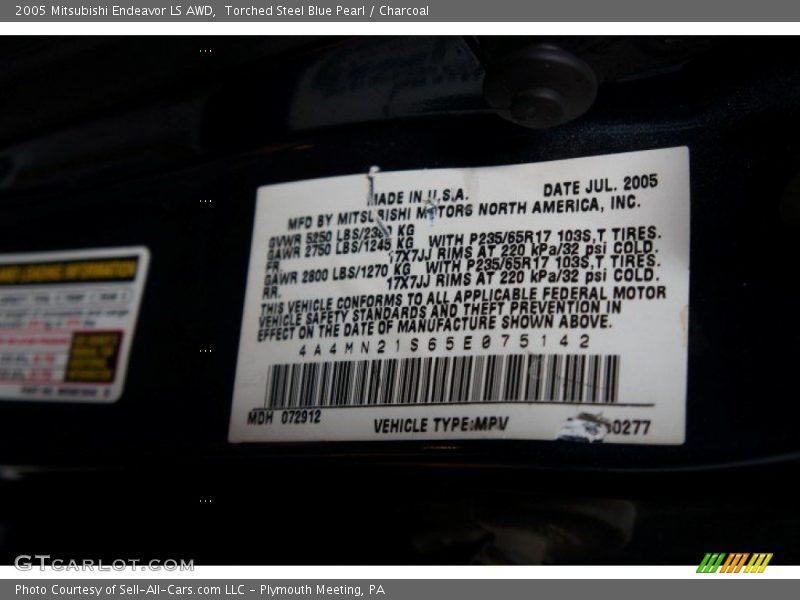 2005 Mitsubishi Endeavor LS AWD, Torched Steel Blue Pearl / Charcoal
MADE IN U.S.A. DATE JUL. 2005
MFD BY MITSUBISHI MOTORS NORTH AMERICA, INC.
GVWR 5250 LBS/2380 KG
GAWR 2750 LBS/1245 KG WITH P235/65R17 103S,T TIRES.
FR. 17X7JJ RIMS AT 220 kPa/32 psi COLD.
GAWR 2800 LBS/1270 KG WITH P235/65R17 103S,T TIRES.
RR. 17X7JJ RIMS AT 220 kPa/32 psi COLD.
THIS VEHICLE CONFORMS TO ALL APPLICABLE FEDERAL MOTOR
VEHICLE SAFETY STANDARDS AND THEFT PREVENTION IN
EFFECT ON THE DATE OF MANUFACTURE SHOWN ABOVE.
4A4MN21S65E075142
MDH 072912
VEHICLE TYPE:MPV 0277
GTCARLOT.COM
Photo Courtesy of Sell-All-Cars.com LLC - Plymouth Meeting, PA